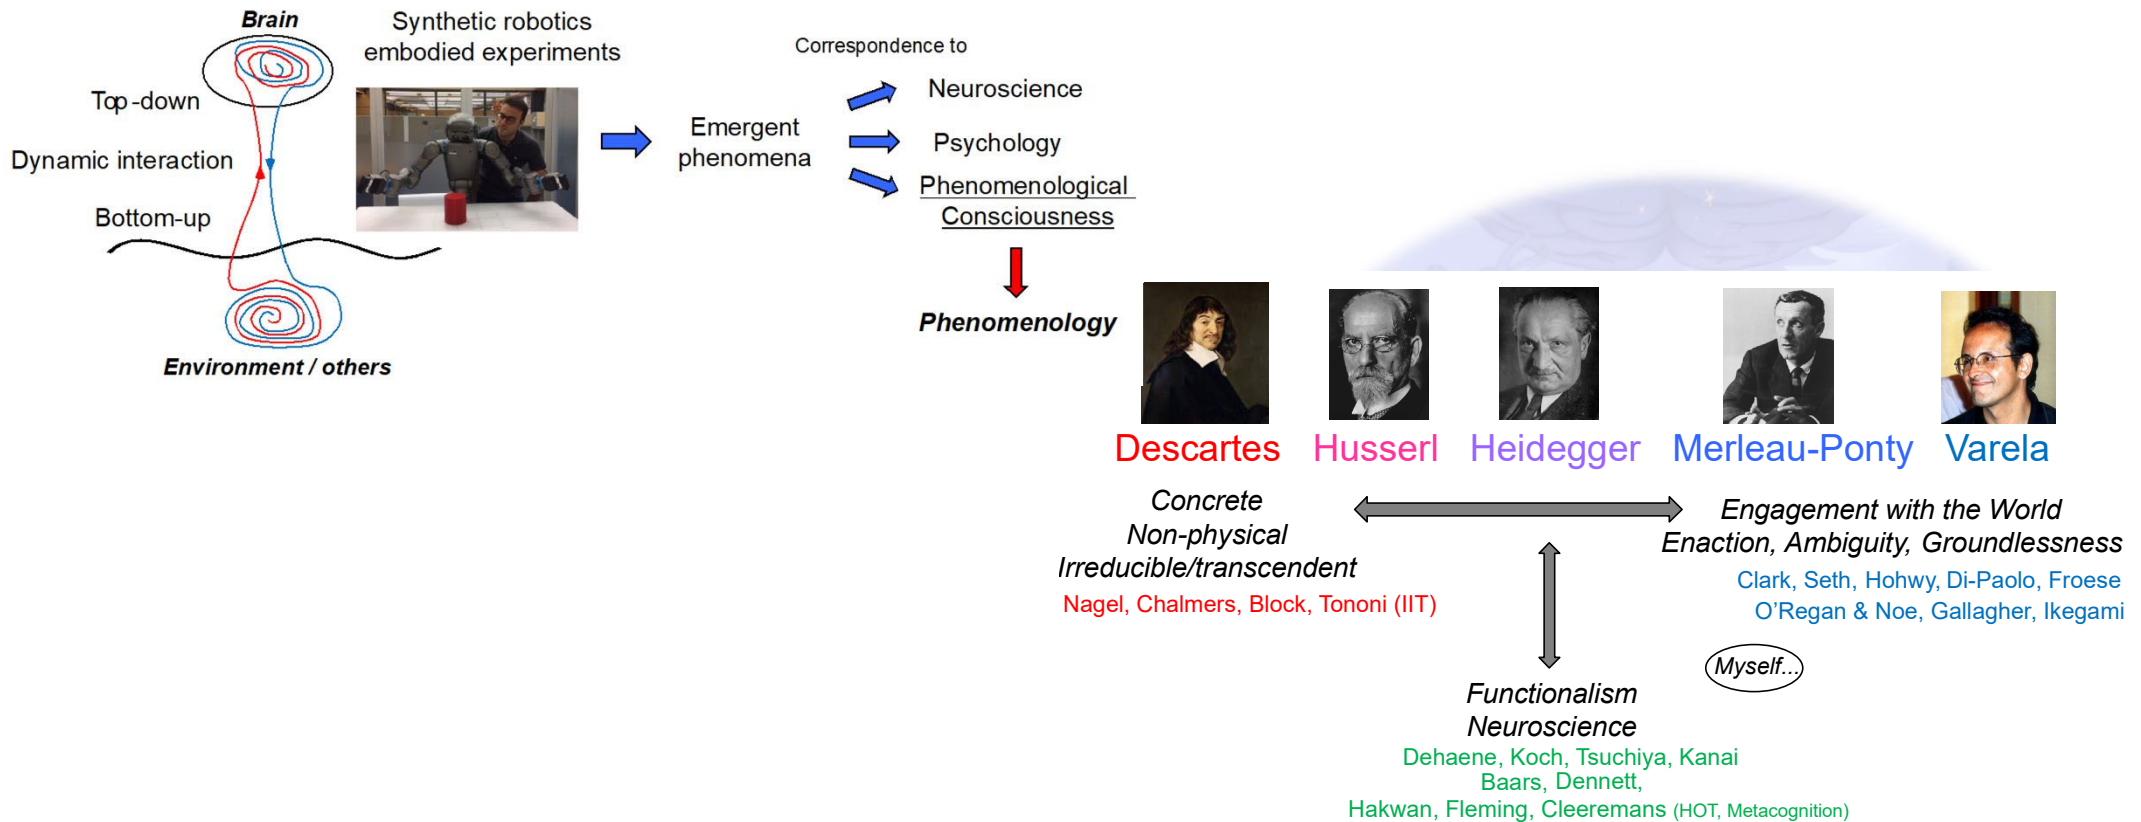 Brain
Top-down
Dynamic interaction
Bottom-up
Environment / others
Synthetic robotics
embodied experiments
Emergent
phenomena
Correspondence to
Neuroscience
Psychology
Phenomenological
Consciousness
Phenomenology
Descartes
Husserl
Heidegger
Merleau-Ponty
Varela
Concrete
Non-physical
Irreducible/transcendent
Nagel, Chalmers, Block, Tononi (IIT)
Engagement with the World
Enaction, Ambiguity, Groundlessness
Clark, Seth, Hohwy, Di-Paolo, Froese
O'Regan & Noe, Gallagher, Ikegami
Myself...
Functionalism
Neuroscience
Dehaene, Koch, Tsuchiya, Kanai
Baars, Dennett,
Hakwan, Fleming, Cleeremans (HOT, Metacognition)